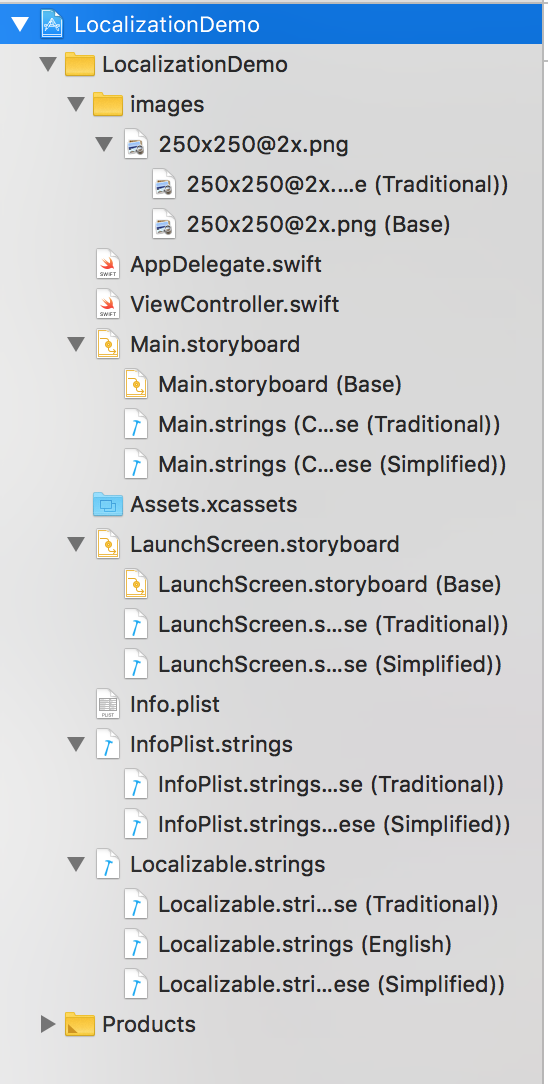 LocalizationDemo
LocalizationDemo
images
250x250@2x.png
250x250@2x.…e (Traditional))
250x250@2x.png (Base)
SWIFT AppDelegate.swift
SWIFT ViewController.swift
Main.storyboard
Main.storyboard (Base)
Main.strings (C…se (Traditional))
Main.strings (C…ese (Simplified))
Assets.xcassets
LaunchScreen.storyboard
LaunchScreen.storyboard (Base)
LaunchScreen.s…se (Traditional))
LaunchScreen.s…se (Simplified))
PLIST Info.plist
InfoPlist.strings
InfoPlist.strings…se (Traditional))
InfoPlist.strings…ese (Simplified))
Localizable.strings
Localizable.stri…se (Traditional))
Localizable.strings (English)
Localizable.stri…ese (Simplified))
Products